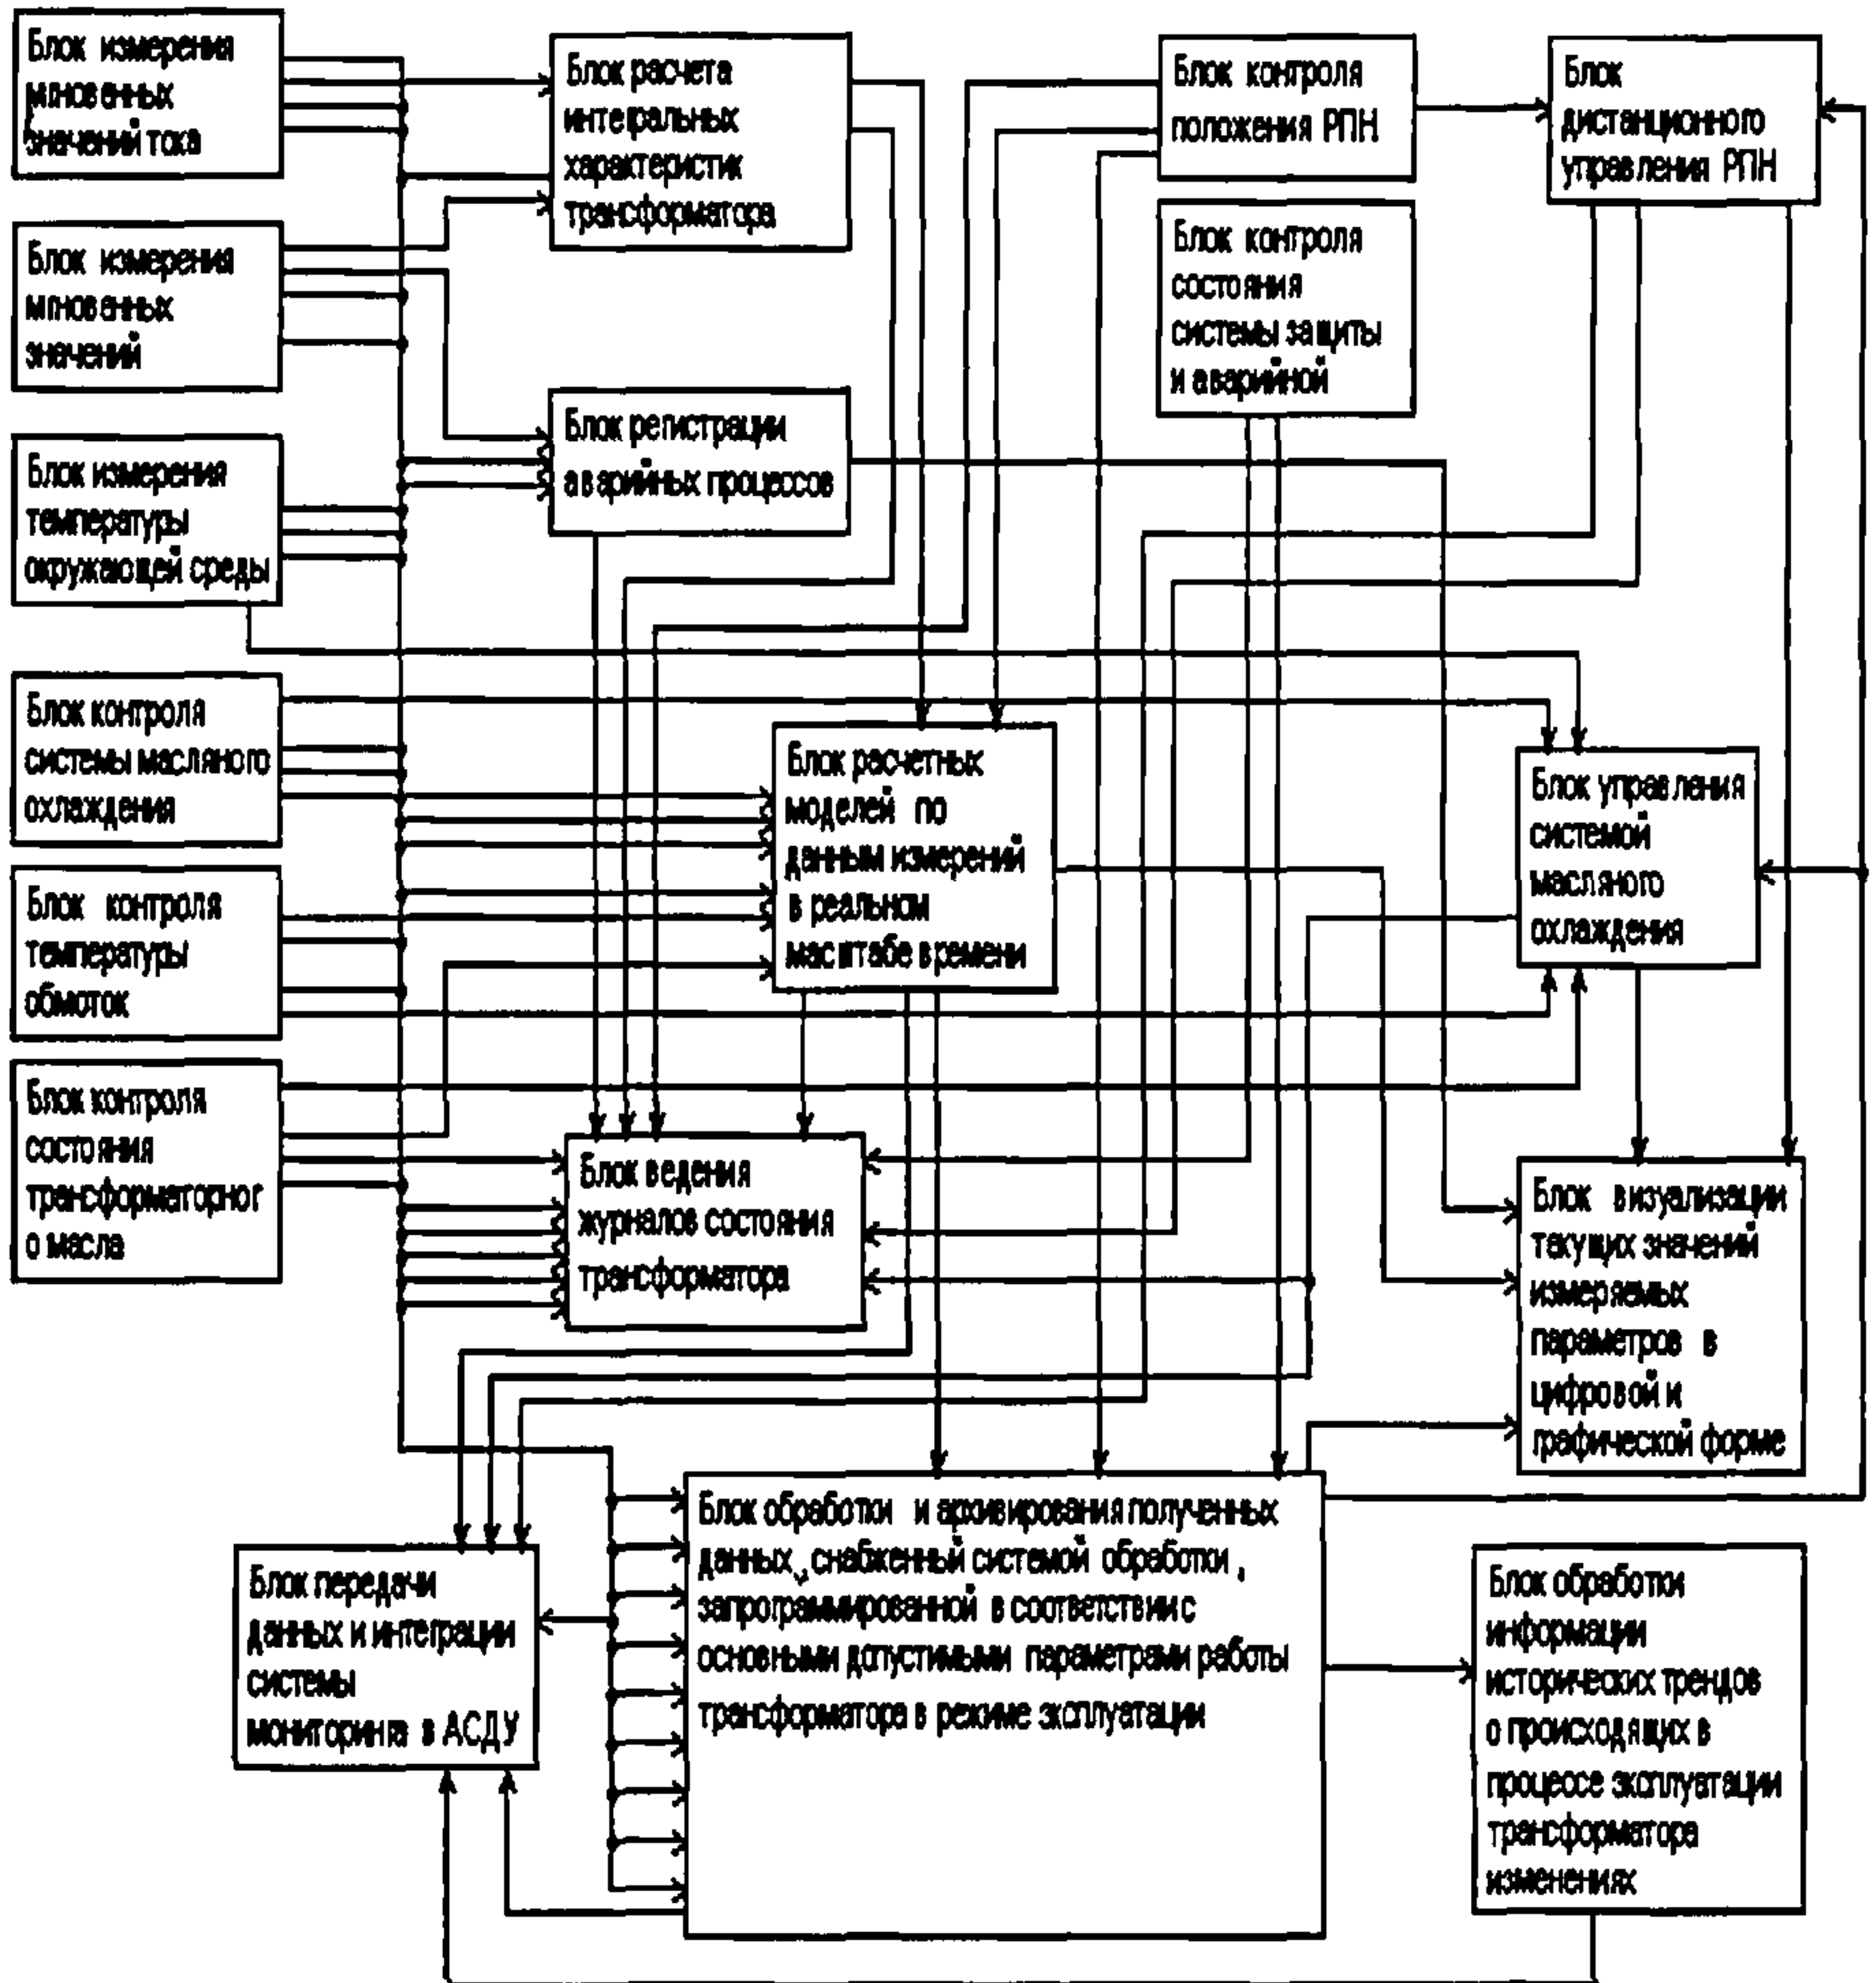 Блок измерения
мгновенных
значений тока
Блок расчета
интегральных
характеристик
трансформатора
Блок контроля
положения РПН
Блок
дистанционного
управления РПН
Блок измерения
мгновенных
значений
Блок контроля
состояния
системы защиты
и аварийной
Блок регистрации
аварийных процессов
Блок измерения
температуры
окружающей среды
Блок контроля
системы масляного
охлаждения
Блок расчетных
моделей по
данным измерений
в реальном
масштабе времени
Блок управления
системой
масляного
охлаждения
Блок контроля
температуры
обмоток
Блок контроля
состояния
трансформаторног
о масла
Блок ведения
журналов состояния
трансформатора
Блок визуализации
текущих значений
измеряемых
параметров в
цифровой и
графической форме
Блок передачи
данных и интеграции
системы
мониторинга в АСДУ
Блок обработки и архивирования полученных
данных, снабженный системой обработки,
запрограммированной в соответствии с
основными допустимыми параметрами работы
трансформатора в режиме эксплуатации
Блок обработки
информации
исторических трендов
о происходящих в
процессе эксплуатации
трансформатора
изменениях